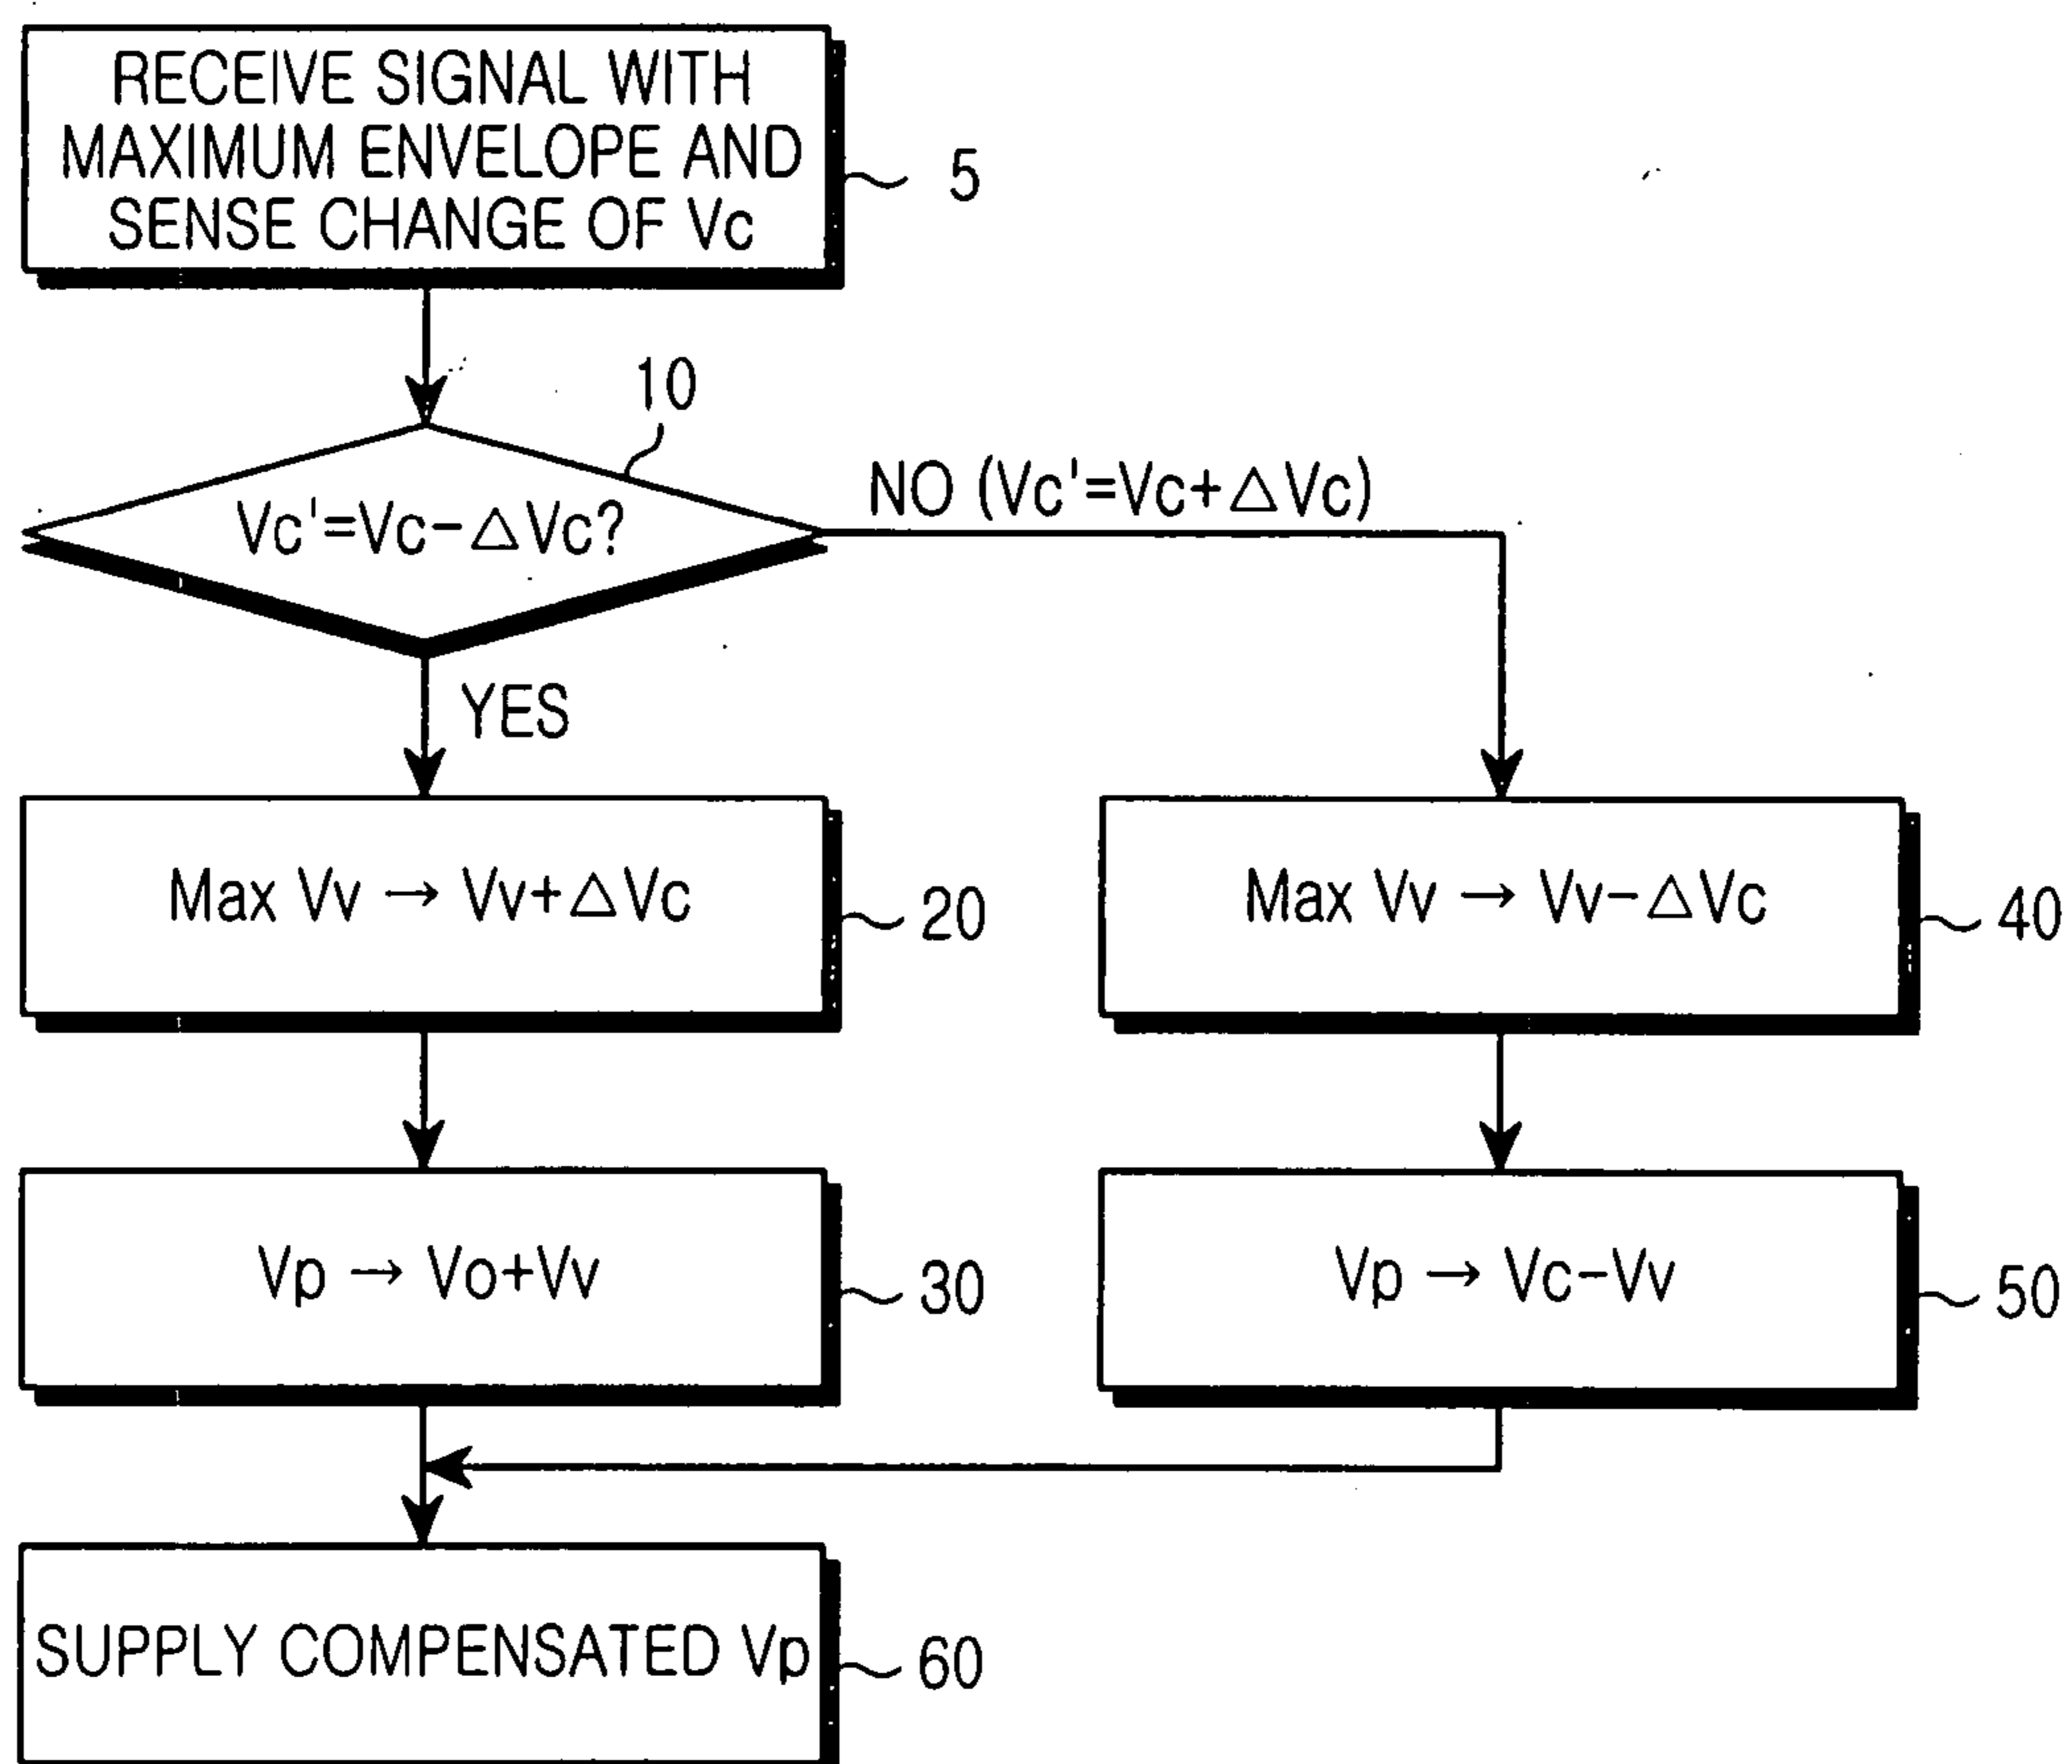 RECEIVE SIGNAL WITH
MAXIMUM ENVELOPE AND
SENSE CHANGE OF Vc
5
10
Vc'=Vc-△Vc?
NO (Vc'=Vc+△Vc)
YES
Max Vv → Vv+△Vc
20
Max Vv → Vv-△Vc
40
Vp → Vo+Vv
30
Vp → Vc-Vv
50
SUPPLY COMPENSATED Vp
60